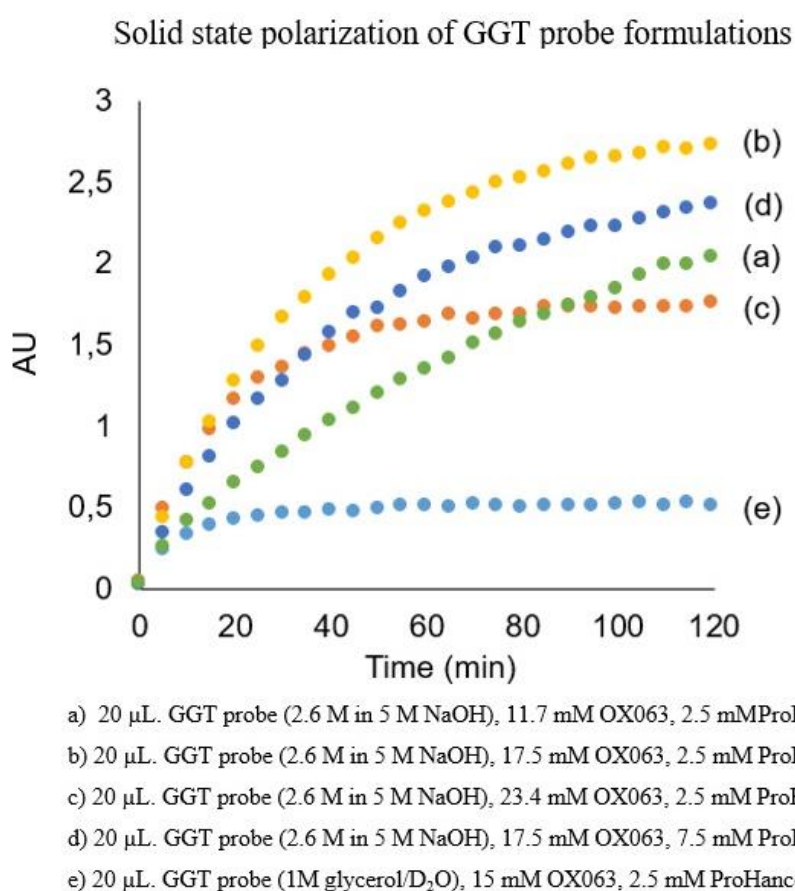 Solid state polarization of GGT probe formulations
3
(b)
2,5
(d)
2
(a)
(c)
1,5
AU
1
0,5
(e)
0
0 20 40 60 80 100 120
Time (min)
a) 20 µL. GGT probe (2.6 M in 5 M NaOH), 11.7 mM OX063, 2.5 mM
b) 20 µL. GGT probe (2.6 M in 5 M NaOH), 17.5 mM OX063, 2.5 mM
c) 20 µL. GGT probe (2.6 M in 5 M NaOH), 23.4 mM OX063, 2.5 mM
d) 20 µL. GGT probe (2.6 M in 5 M NaOH), 17.5 mM OX063, 7.5 mM
e) 20 µL. GGT probe (1M glycerol/D₂O), 15 mM OX063, 2.5 mM ProHanc